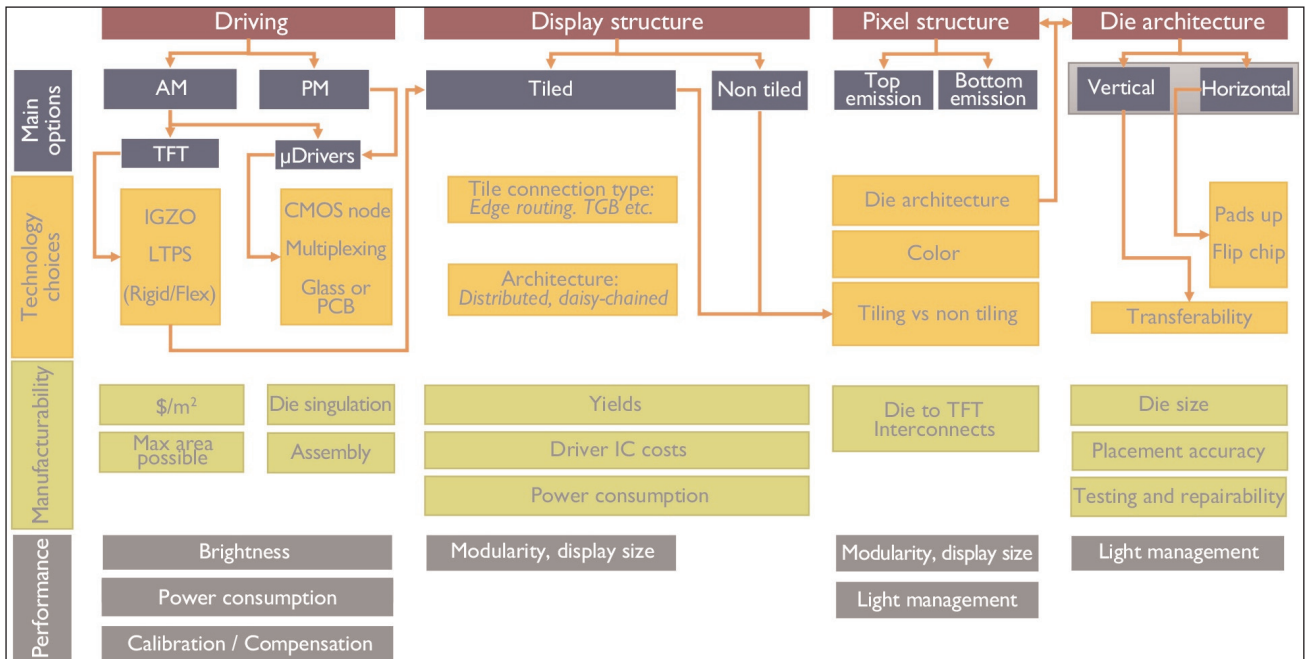 Driving
Display structure
Pixel structure
Die architecture
Main
options
AM
PM
Tiled
Non tiled
Top
emission
Bottom
emission
Vertical
Horizontal
TFT
µDrivers
Technology
choices
IGZO
LTPS
(Rigid/Flex)
CMOS node
Multiplexing
Glass or
PCB
Tile connection type:
Edge routing. TGB etc.
Architecture:
Distributed, daisy-chained
Die architecture
Color
Tiling vs non tiling
Pads up
Flip chip
Transferability
Manufacturability
$/m²
Max area
possible
Die singulation
Assembly
Yields
Driver IC costs
Power consumption
Die to TFT
Interconnects
Die size
Placement accuracy
Testing and repairability
Performance
Brightness
Power consumption
Calibration / Compensation
Modularity, display size
Modularity, display size
Light management
Light management